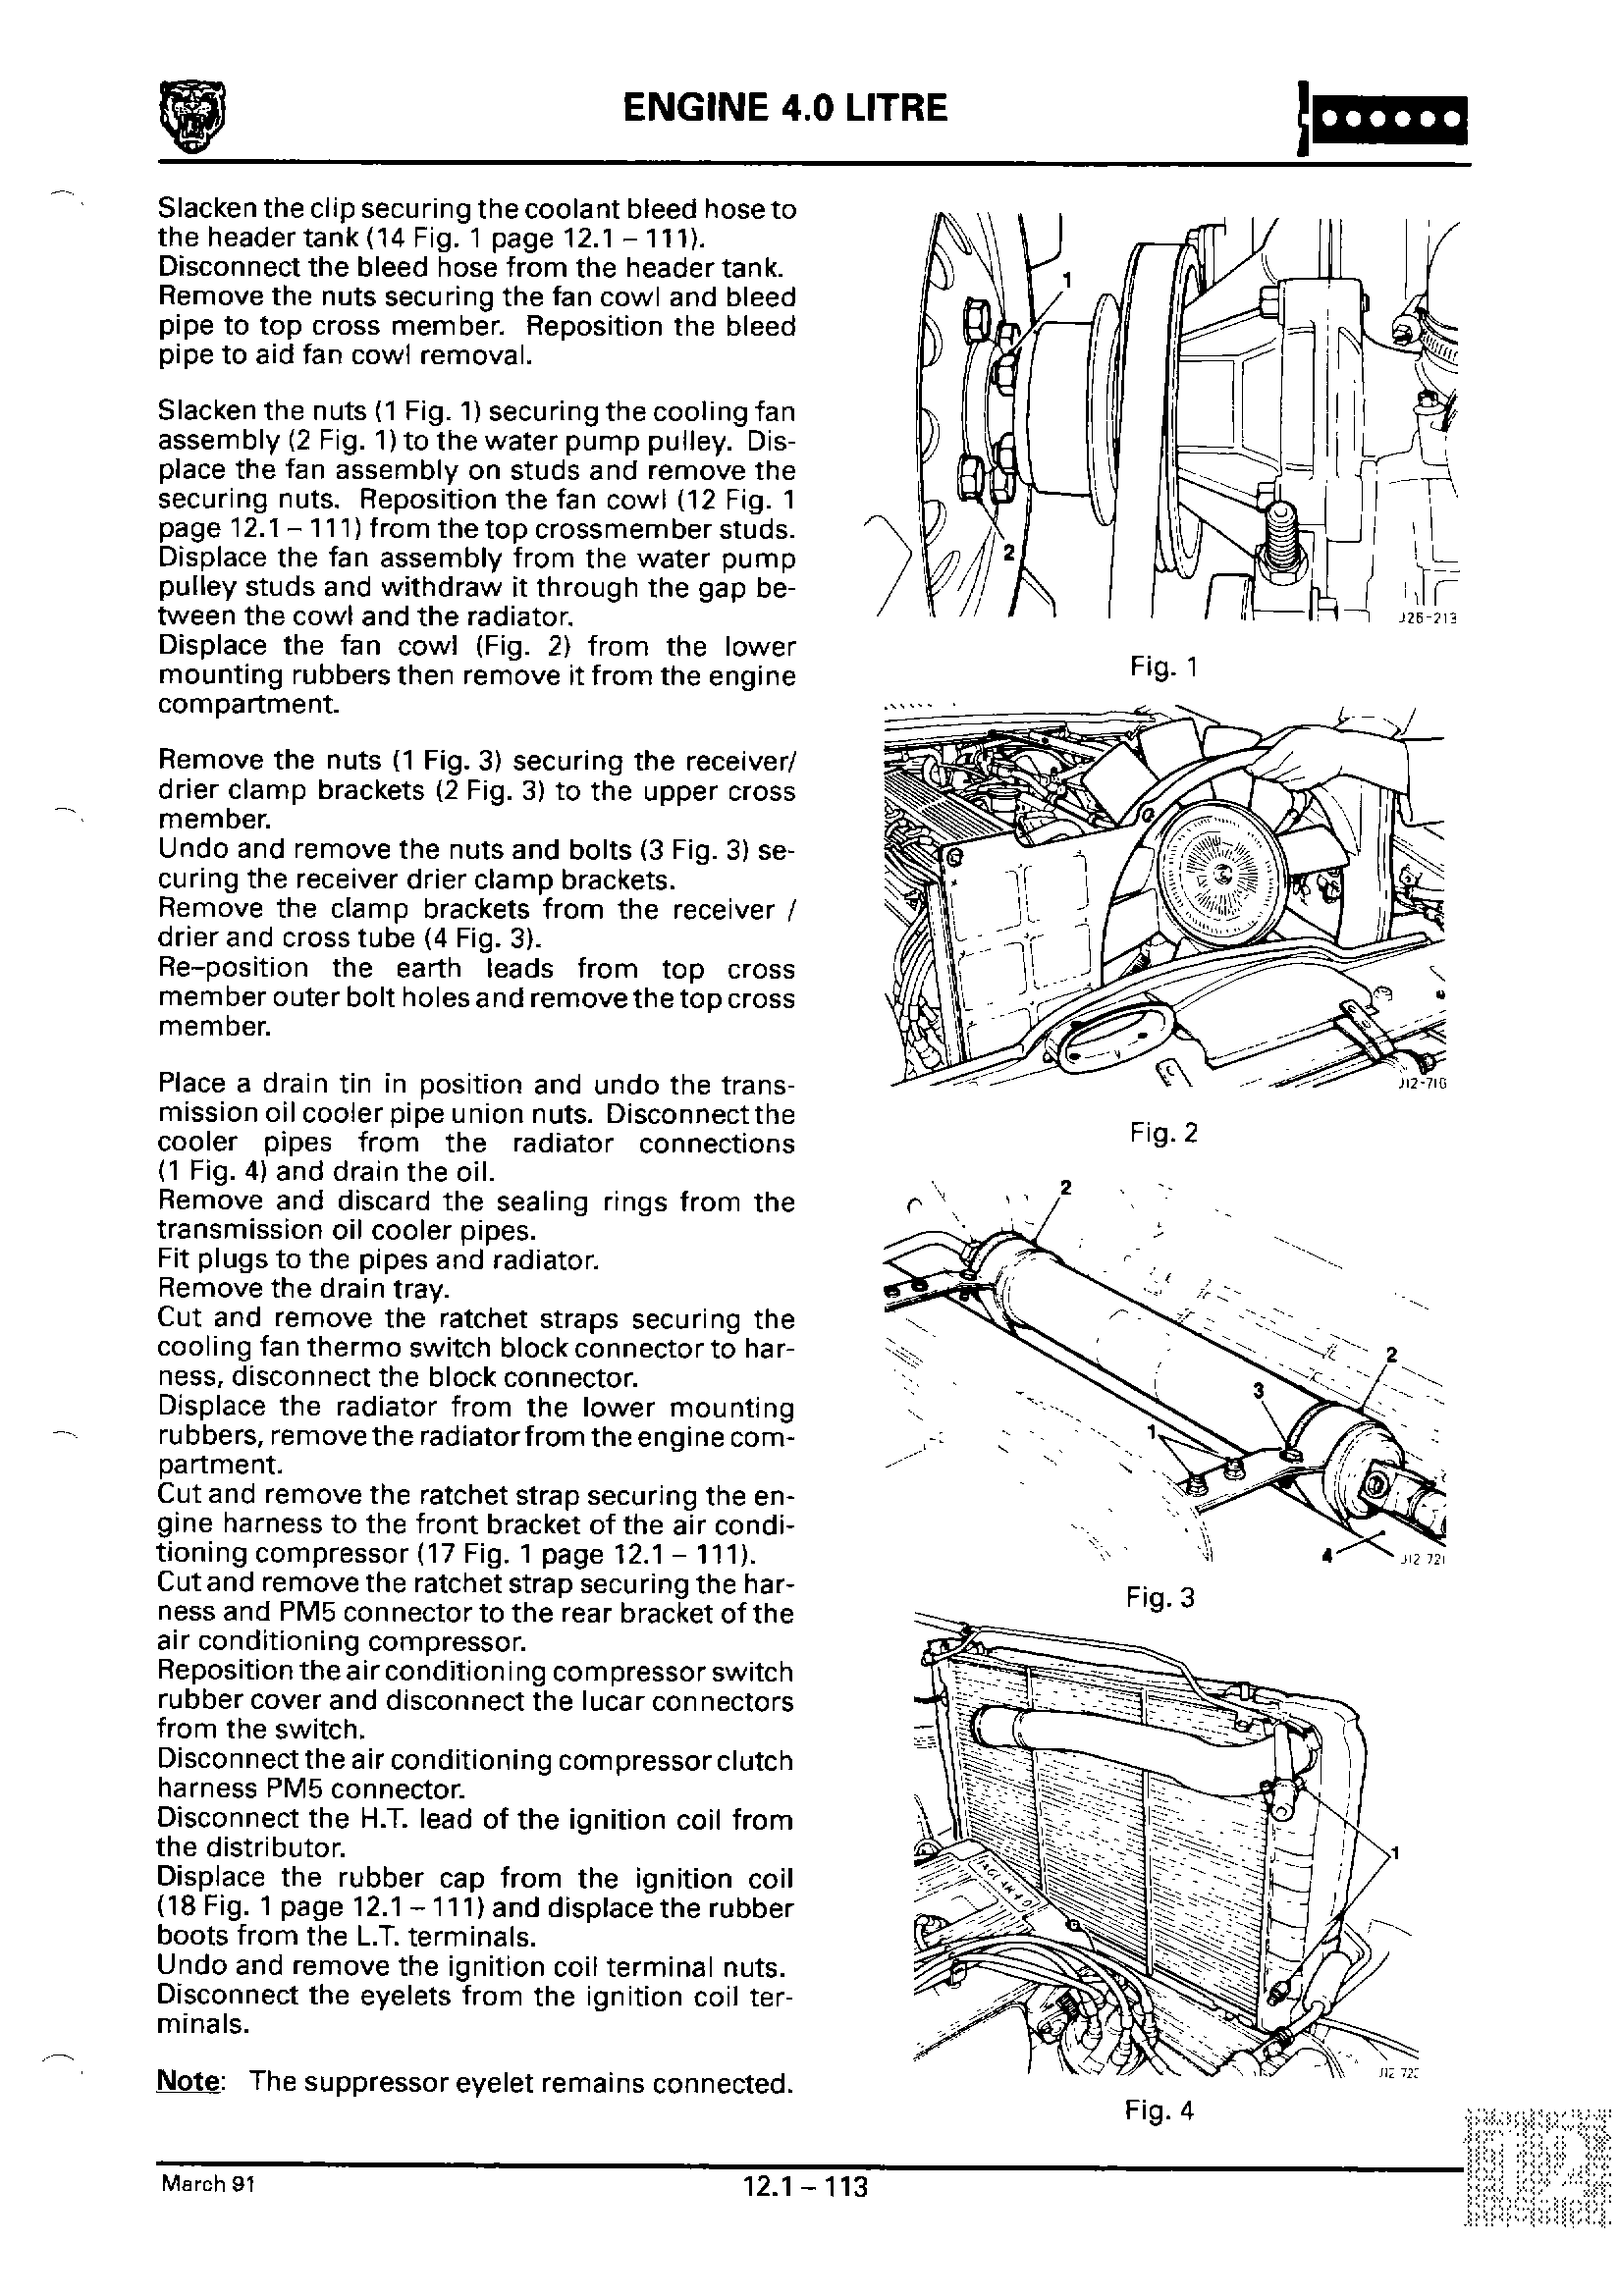 ENGINE 4.0 LITRE
Slacken the clip securing the coolant bleed hose to
the header tank (14 Fig. 1 page 12.1 – 111).
Disconnect the bleed hose from the header tank.
Remove the nuts securing the fan cowl and bleed
pipe to top cross member. Reposition the bleed
pipe to aid fan cowl removal.
Slacken the nuts (1 Fig. 1) securing the cooling fan
assembly (2 Fig. 1) to the water pump pulley. Dis-
place the fan assembly on studs and remove the
securing nuts. Reposition the fan cowl (12 Fig. 1
page 12.1 – 111) from the top crossmember studs.
Displace the fan assembly from the water pump
pulley studs and withdraw it through the gap be-
tween the cowl and the radiator.
Displace the fan cowl (Fig. 2) from the lower
mounting rubbers then remove it from the engine
compartment.
Remove the nuts (1 Fig. 3) securing the receiver/
drier clamp brackets (2 Fig. 3) to the upper cross
member.
Undo and remove the nuts and bolts (3 Fig. 3) se-
curing the receiver drier clamp brackets.
Remove the clamp brackets from the receiver /
drier and cross tube (4 Fig. 3).
Re–position the earth leads from top cross
member outer bolt holes and remove the top cross
member.
Place a drain tin in position and undo the trans-
mission oil cooler pipe union nuts. Disconnect the
cooler pipes from the radiator connections
(1 Fig. 4) and drain the oil.
Remove and discard the sealing rings from the
transmission oil cooler pipes.
Fit plugs to the pipes and radiator.
Remove the drain tray.
Cut and remove the ratchet straps securing the
cooling fan thermo switch block connector to har-
ness, disconnect the block connector.
Displace the radiator from the lower mounting
rubbers, remove the radiator from the engine com-
partment.
Cut and remove the ratchet strap securing the en-
gine harness to the front bracket of the air condi-
tioning compressor (17 Fig. 1 page 12.1 – 111).
Cut and remove the ratchet strap securing the har-
ness and PM5 connector to the rear bracket of the
air conditioning compressor.
Reposition the air conditioning compressor switch
rubber cover and disconnect the lucar connectors
from the switch.
Disconnect the air conditioning compressor clutch
harness PM5 connector.
Disconnect the H.T. lead of the ignition coil from
the distributor.
Displace the rubber cap from the ignition coil
(18 Fig. 1 page 12.1 – 111) and displace the rubber
boots from the L.T. terminals.
Undo and remove the ignition coil terminal nuts.
Disconnect the eyelets from the ignition coil ter-
minals.
Note: The suppressor eyelet remains connected.
1
2
J26-213
Fig. 1
J12-716
Fig. 2
2
2
3
1
4
J12 721
Fig. 3
1
Fig. 4
March 91
12.1 – 113
12